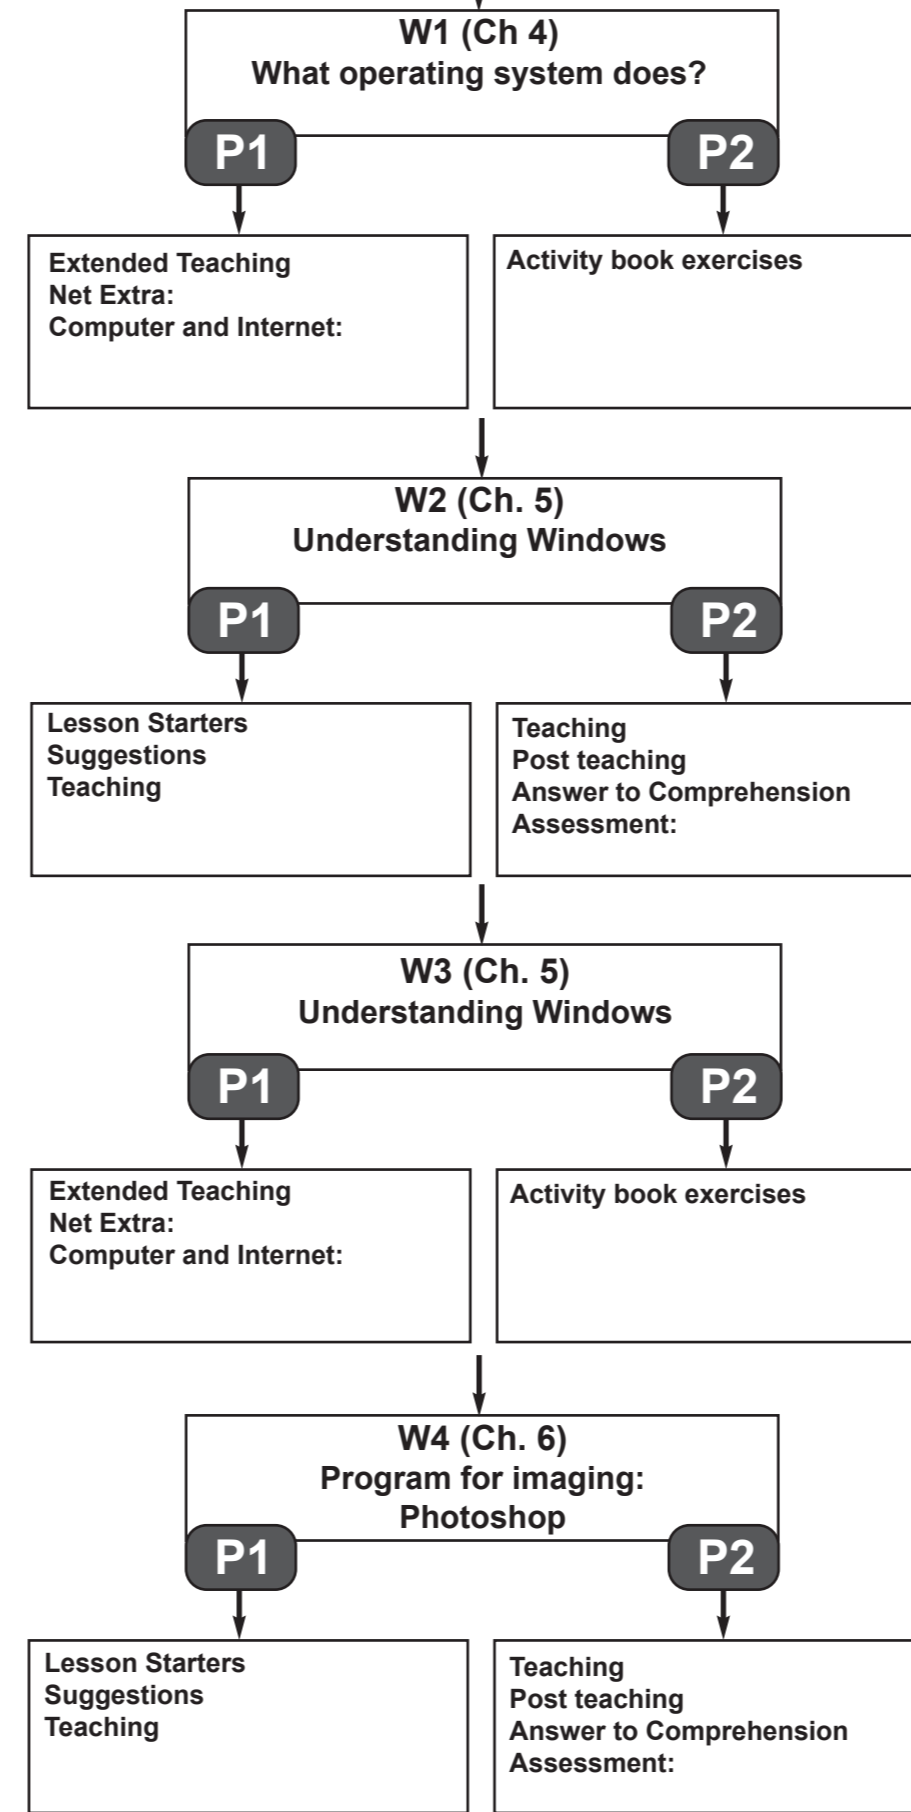 W1 (Ch 4)
What operating system does?
P1
P2
Extended Teaching
Net Extra:
Computer and Internet:
Activity book exercises
W2 (Ch. 5)
Understanding Windows
P1
P2
Lesson Starters
Suggestions
Teaching
Teaching
Post teaching
Answer to Comprehension
Assessment:
W3 (Ch. 5)
Understanding Windows
P1
P2
Extended Teaching
Net Extra:
Computer and Internet:
Activity book exercises
W4 (Ch. 6)
Program for imaging:
Photoshop
P1
P2
Lesson Starters
Suggestions
Teaching
Teaching
Post teaching
Answer to Comprehension
Assessment: